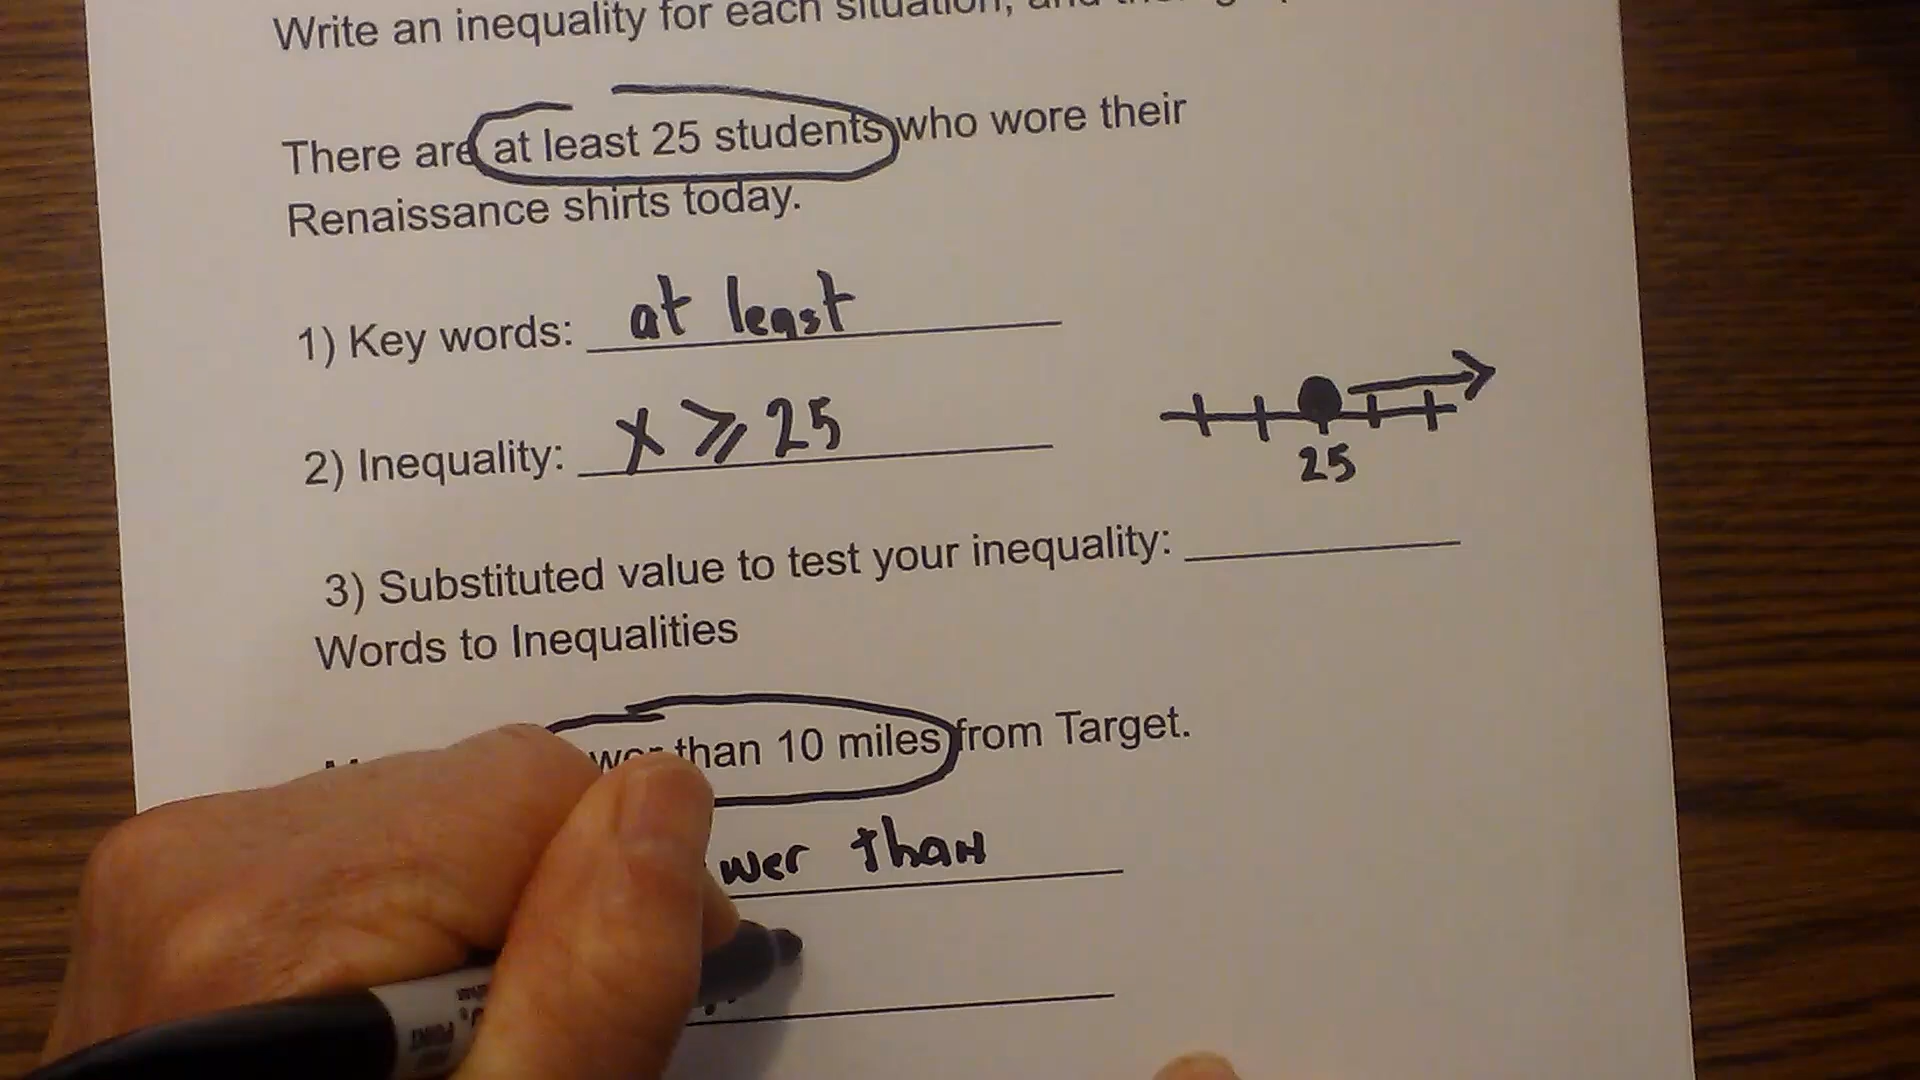 Write an inequality for each situation, and
There are at least 25 students who wore their
Renaissance shirts today.
1) Key words: at least
2) Inequality: x ≥ 25
25
3) Substituted value to test your inequality:
Words to Inequalities
than 10 miles from Target.
wer than